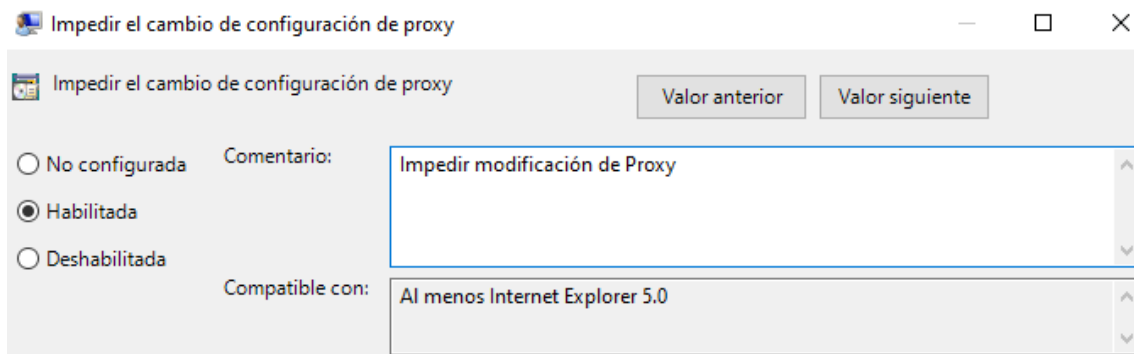 Impedir el cambio de configuración de proxy
Impedir el cambio de configuración de proxy
Valor anterior
Valor siguiente
No configurada
Comentario:
Impedir modificación de Proxy
Habilitada
Deshabilitada
Compatible con:
Al menos Internet Explorer 5.0